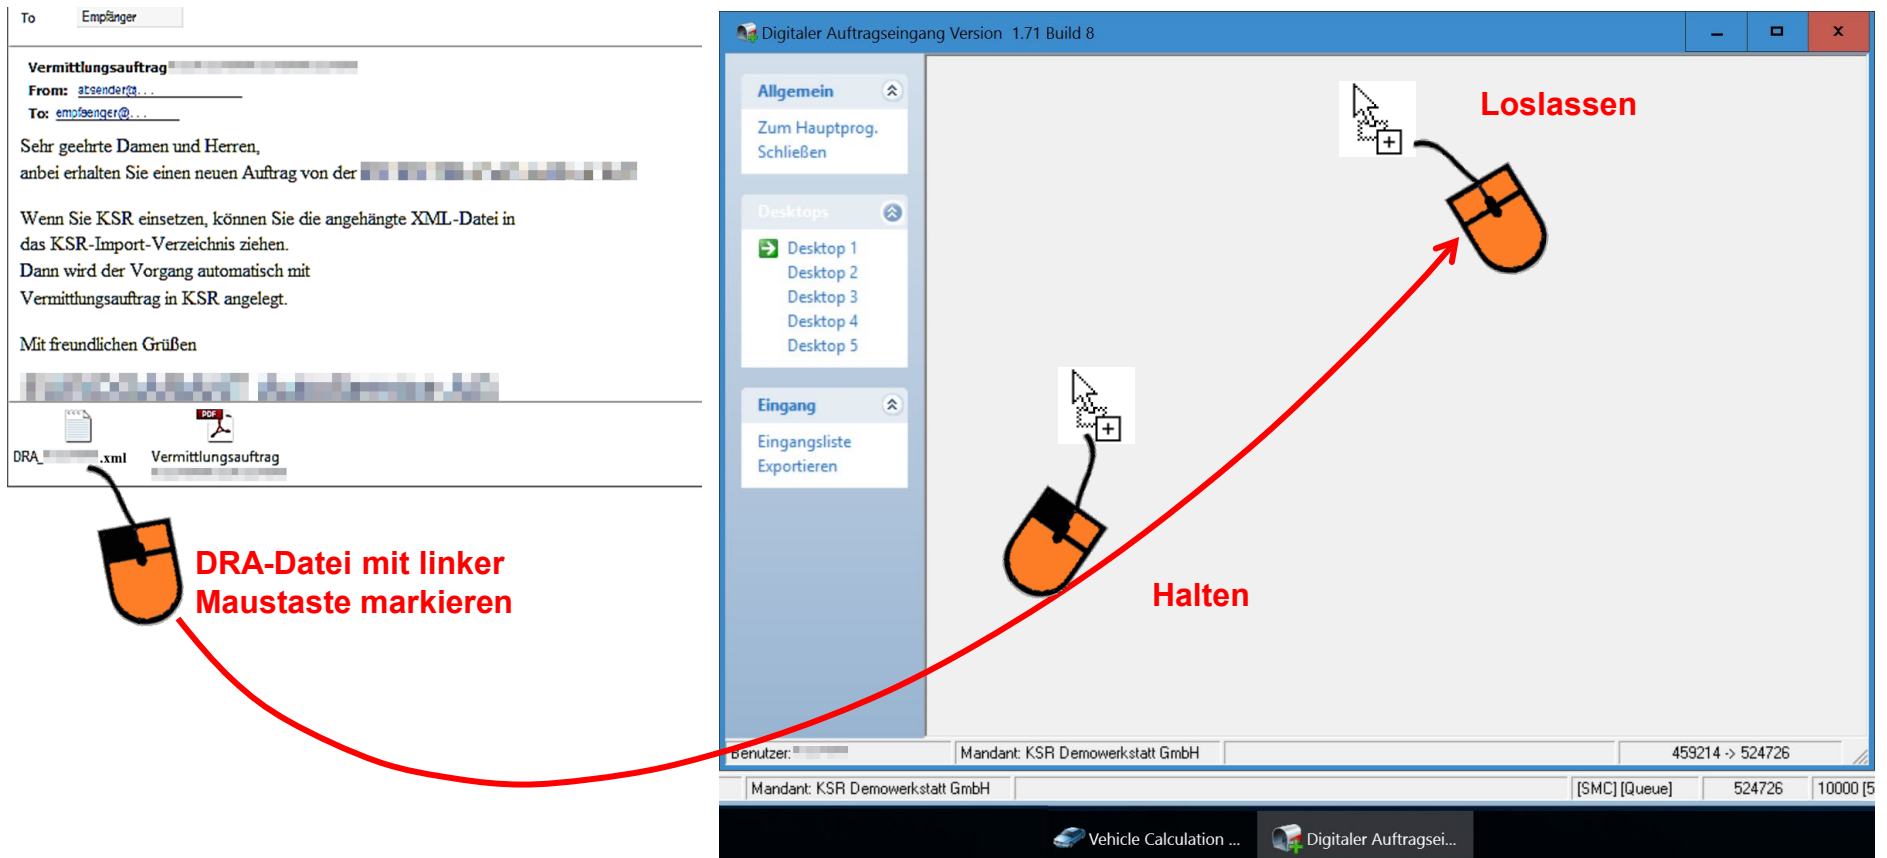 To Empfänger
Vermittlungsauftrag
From: absender@...
To: empfaenger@...
Sehr geehrte Damen und Herren,
anbei erhalten Sie einen neuen Auftrag von der
Wenn Sie KSR einsetzen, können Sie die angehängte XML-Datei in
das KSR-Import-Verzeichnis ziehen.
Dann wird der Vorgang automatisch mit
Vermittlungsauftrag in KSR angelegt.
Mit freundlichen Grüßen
PDF
DRA_ .xml Vermittlungsauftrag
DRA-Datei mit linker
Maustaste markieren
Digitaler Auftragseingang Version 1.71 Build 8
Allgemein
Zum Hauptprog.
Schließen
Desktops
Desktop 1
Desktop 2
Desktop 3
Desktop 4
Desktop 5
Eingang
Eingangsliste
Exportieren
Loslassen
Halten
Benutzer: Mandant: KSR Demowerkstatt GmbH 459214 -> 524726
Mandant: KSR Demowerkstatt GmbH [SMC] [Queue] 524726 10000 [5
Vehicle Calculation ... Digitaler Auftragsei...